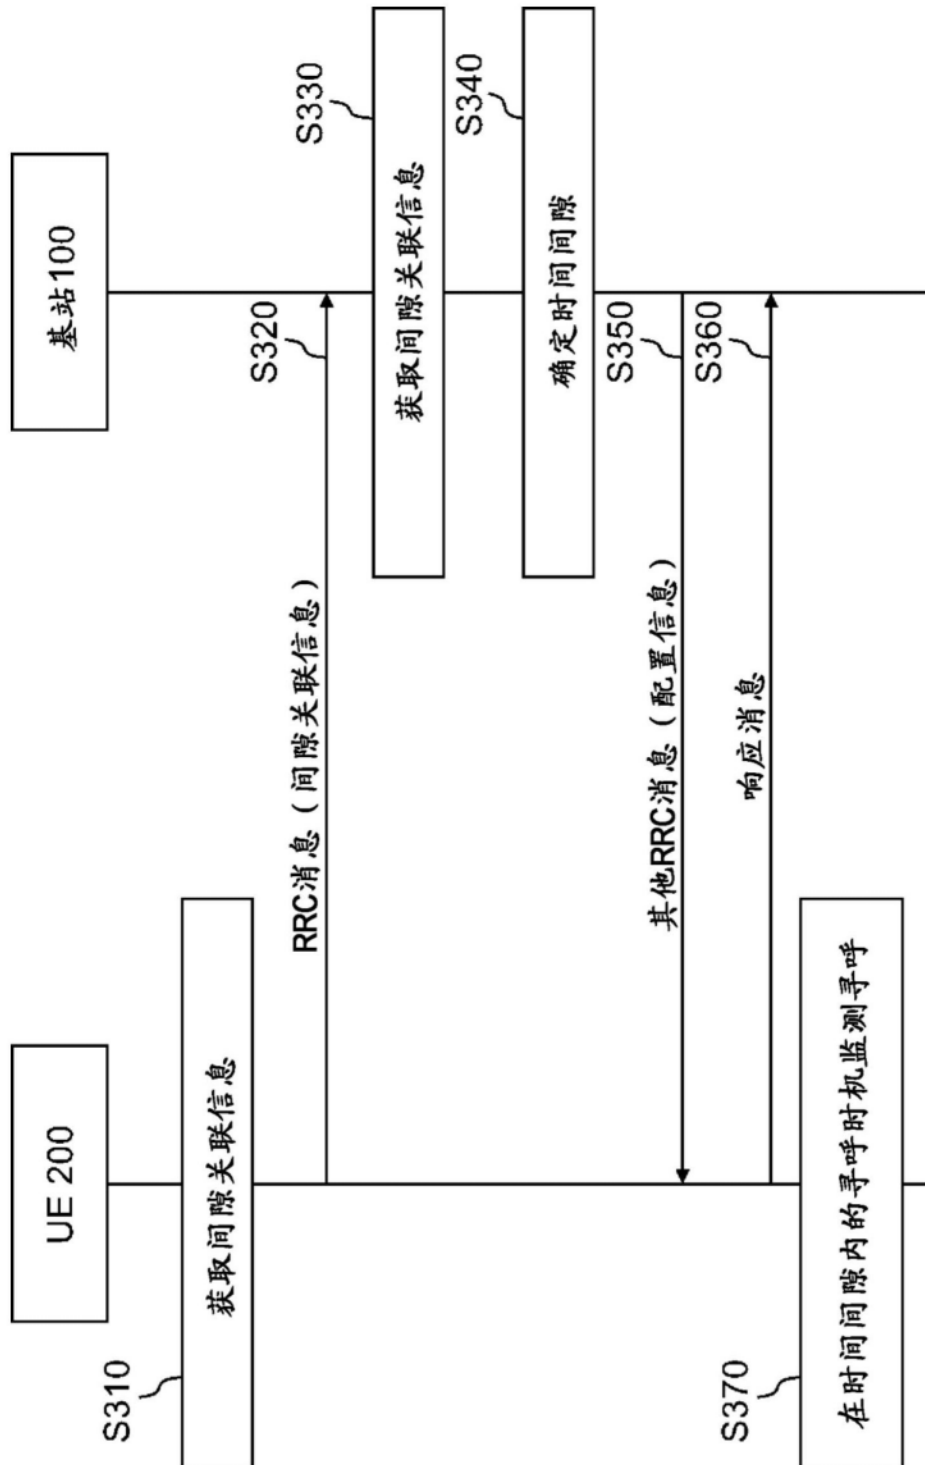 UE 200
基站100
S310
获取间隙关联信息
RRC消息（间隙关联信息）
S320
S330
获取间隙关联信息
S340
确定时间间隙
其他RRC消息（配置信息）
S350
响应消息
S360
S370
在时间间隙内的寻呼时机监测寻呼